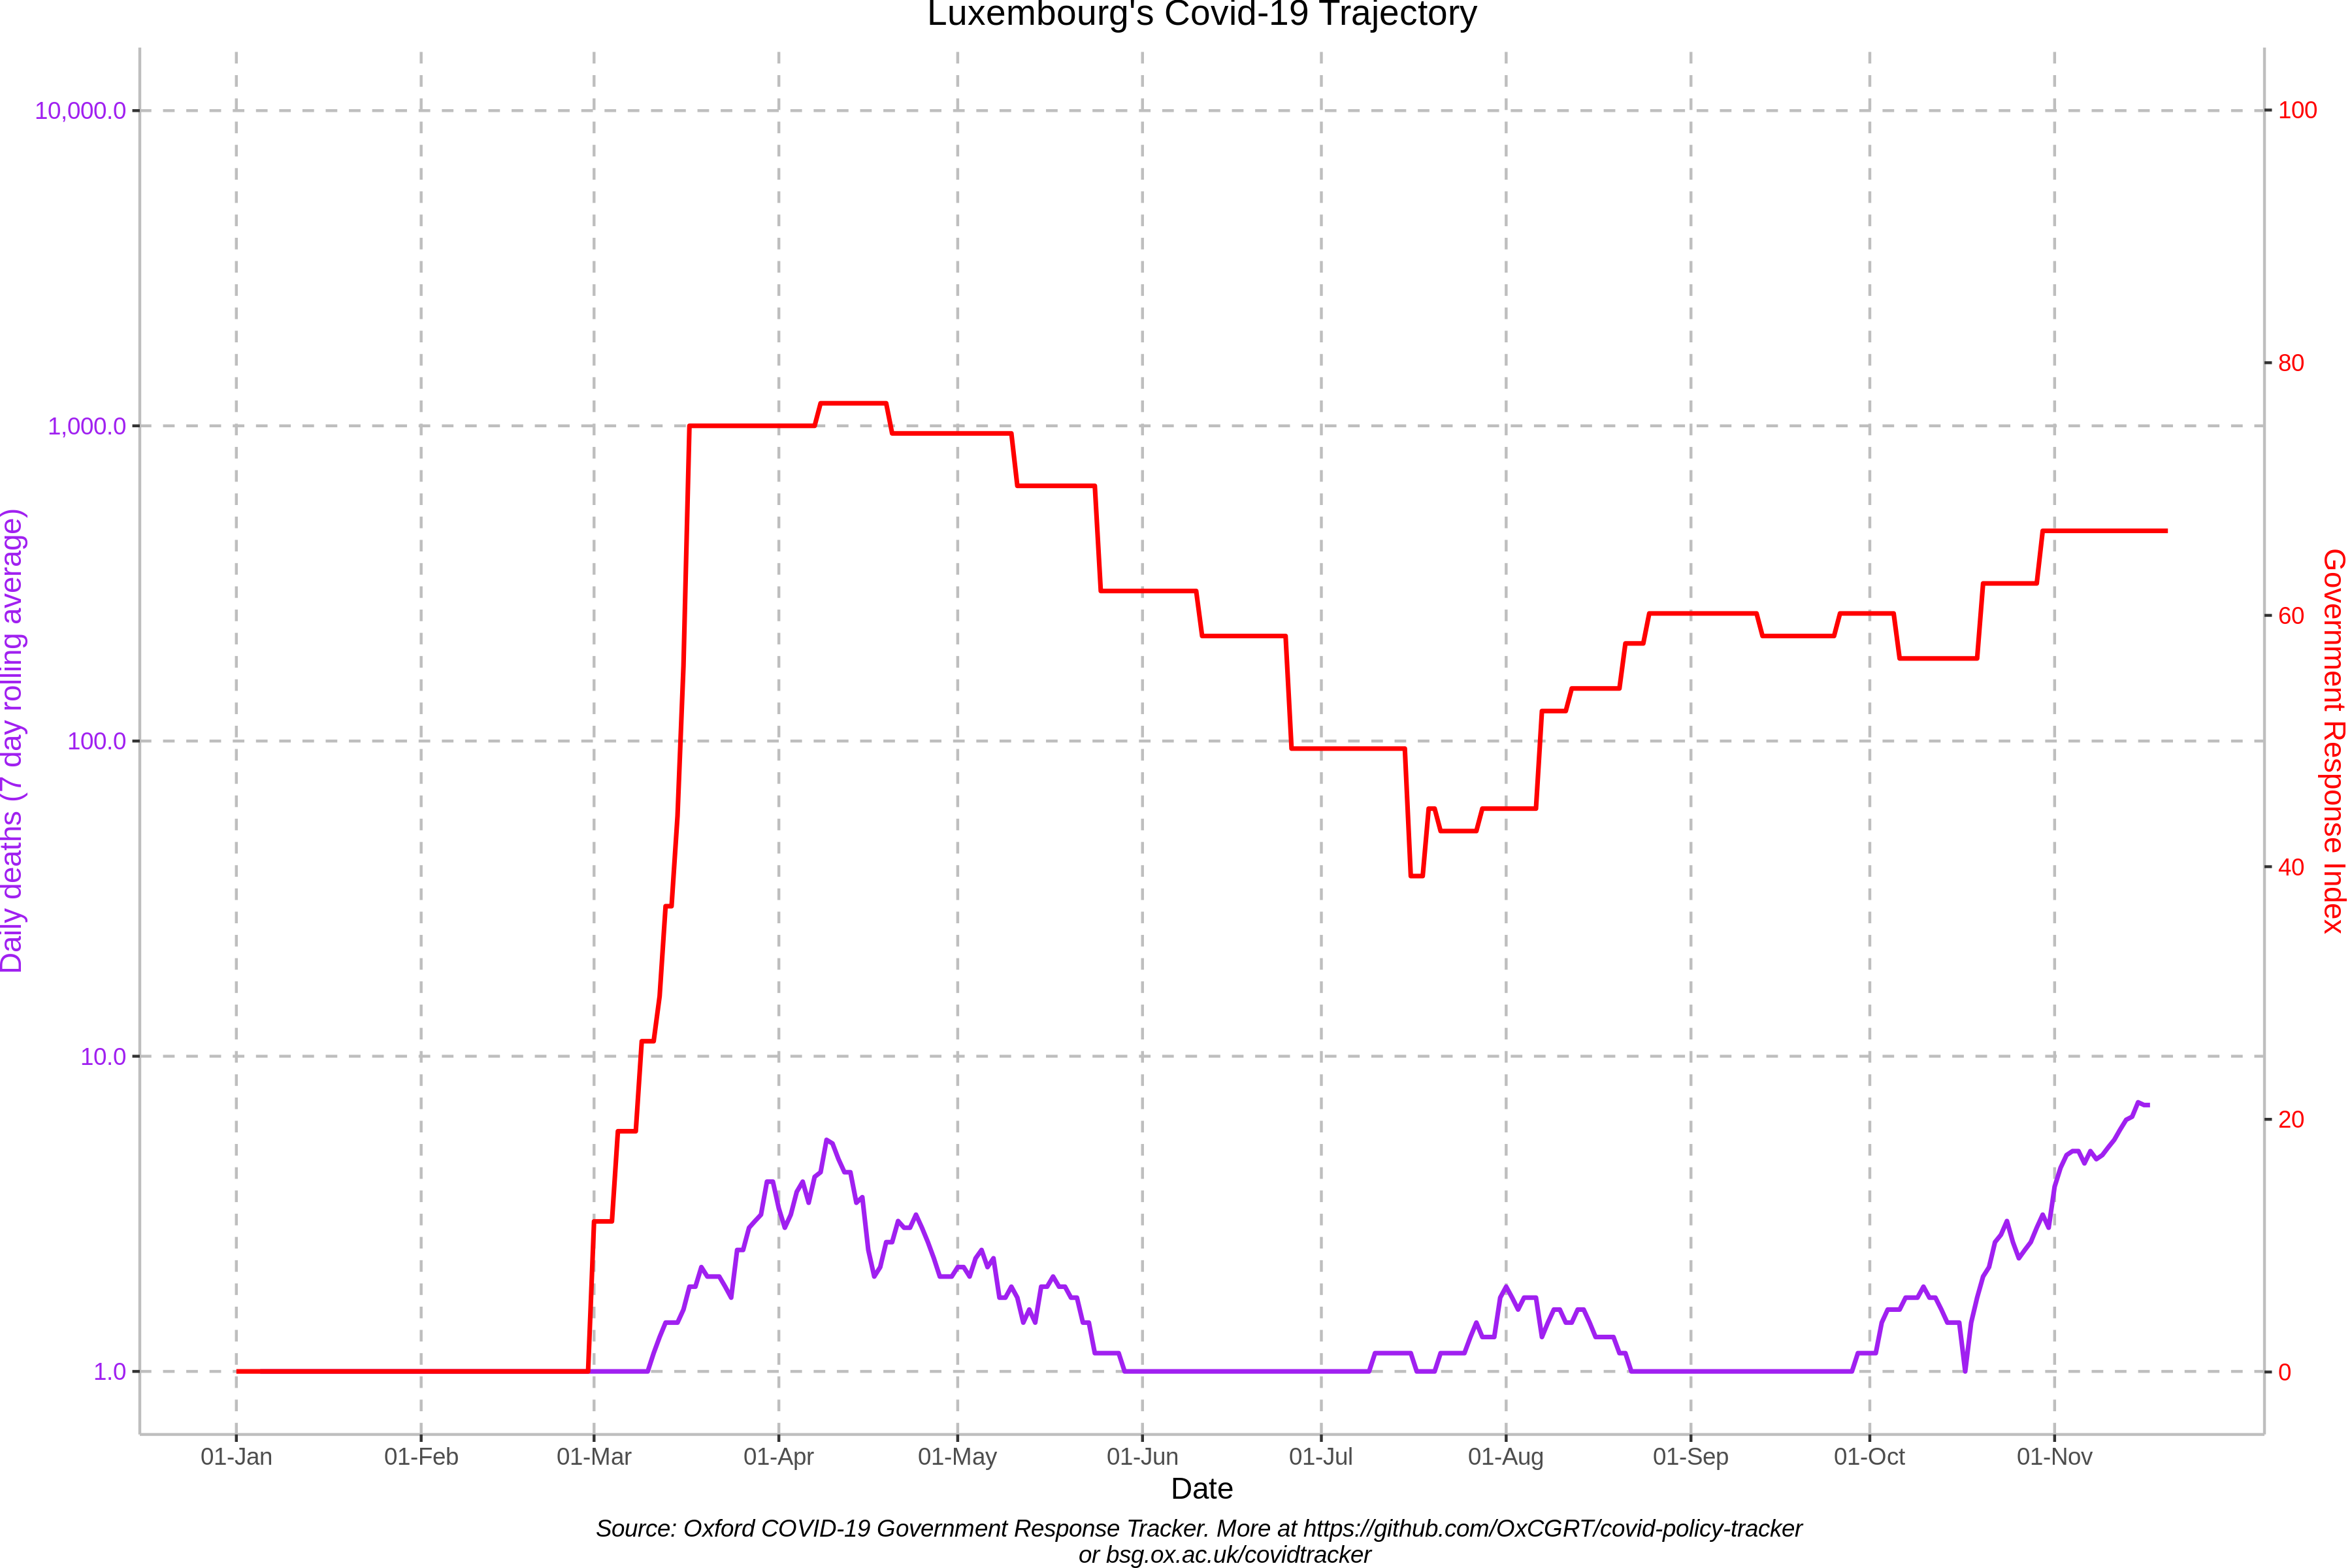 Luxembourg's Covid-19 Trajectory
10,000.0
1,000.0
100.0
10.0
1.0
Daily deaths (7 day rolling average)
100
80
60
40
20
0
Government Response Index
01-Jan 01-Feb 01-Mar 01-Apr 01-May 01-Jun 01-Jul 01-Aug 01-Sep 01-Oct 01-Nov
Date
Source: Oxford COVID-19 Government Response Tracker. More at https://github.com/OxCGRT/covid-policy-tracker
or bsg.ox.ac.uk/covidtracker